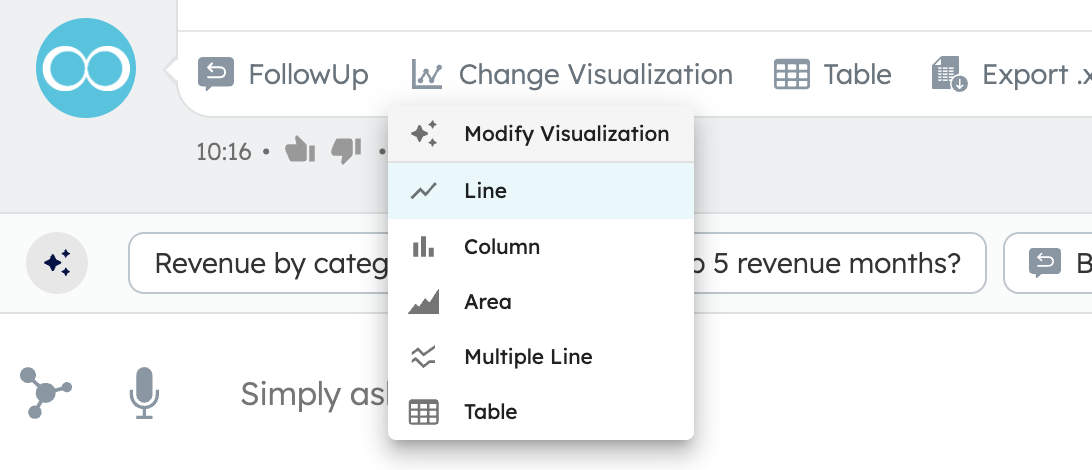 FollowUp Change Visualization Table Export .x
10:16 •  •
Modify Visualization
Line
Column
Area
Multiple Line
Table
Revenue by categ 5 revenue months? B
Simply as